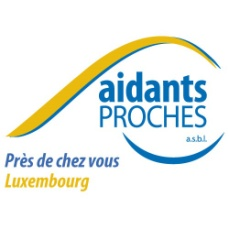 aidants
PROCHES
a.s.b.l.
Près de chez vous
Luxembourg